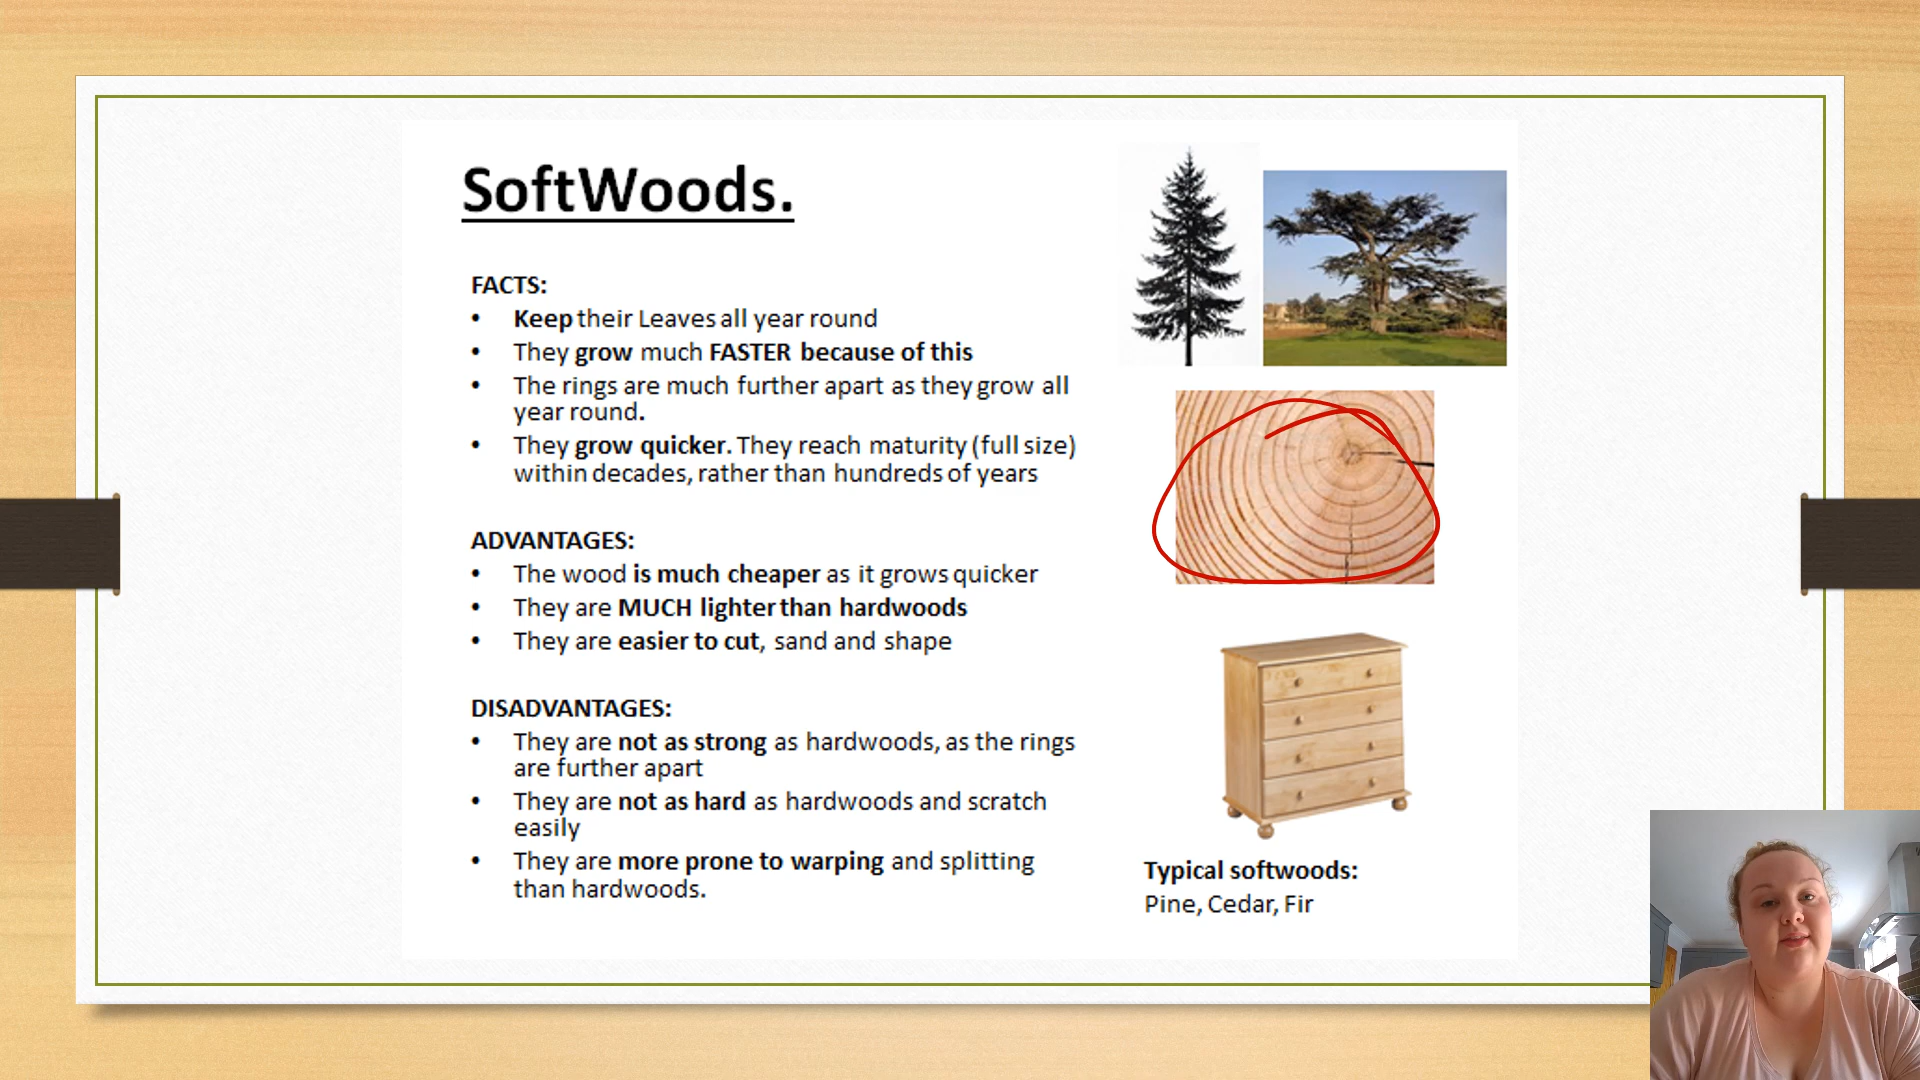 SoftWoods.
FACTS:
• Keep their Leaves all year round
• They grow much FASTER because of this
• The rings are much further apart as they grow all
year round.
• They grow quicker. They reach maturity (full size)
within decades, rather than hundreds of years
ADVANTAGES:
• The wood is much cheaper as it grows quicker
• They are MUCH lighter than hardwoods
• They are easier to cut, sand and shape
DISADVANTAGES:
• They are not as strong as hardwoods, as the rings
are further apart
• They are not as hard as hardwoods and scratch
easily
• They are more prone to warping and splitting
than hardwoods.
Typical softwoods:
Pine, Cedar, Fir